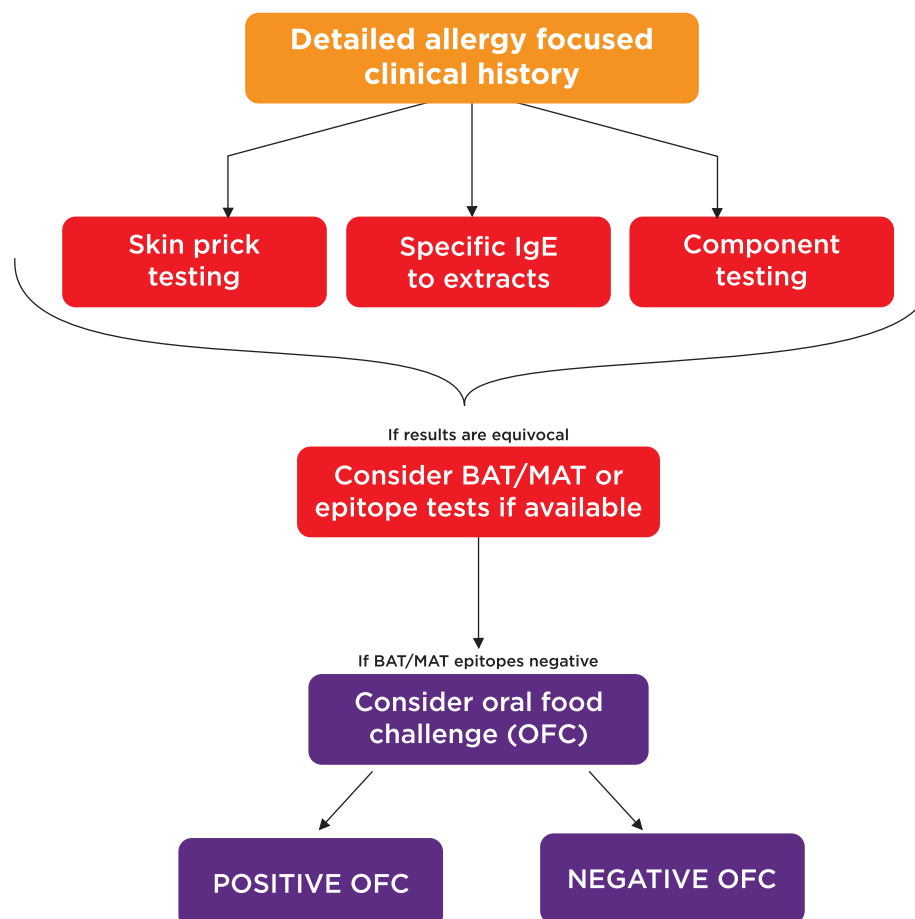 Detailed allergy focused
clinical history
Skin prick
testing
Specific IgE
to extracts
Component
testing
If results are equivocal
Consider BAT/MAT or
epitope tests if available
If BAT/MAT epitopes negative
Consider oral food
challenge (OFC)
POSITIVE OFC
NEGATIVE OFC